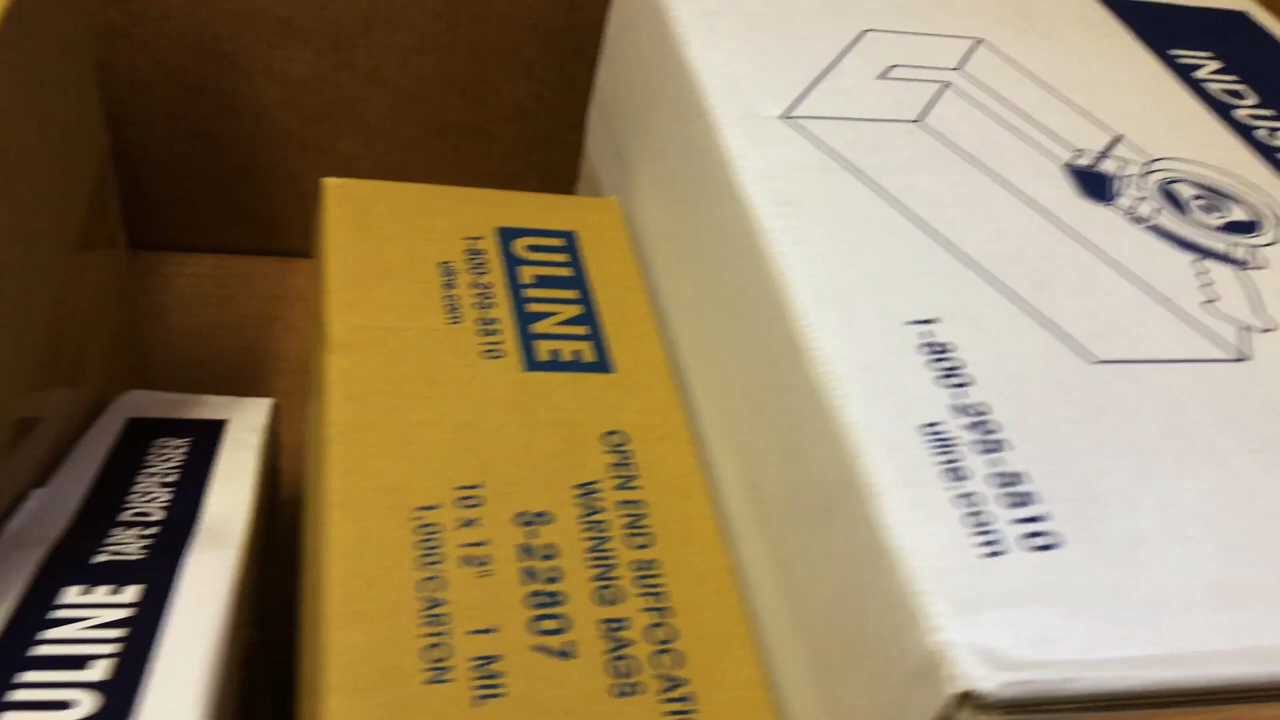 ULINE TAPE DISPENSER
ULINE
1-800-295-5510
uline.com
OPEN END SUFFOCATI
WARNING BAGS
S-22807
10 x 12" 1 MIL
1,000/CARTON
INDUS
1-800-295-5510
uline.com